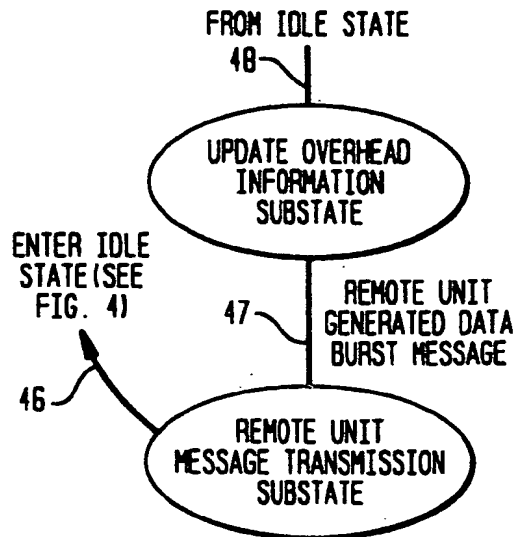 FROM IDLE STATE
48
UPDATE OVERHEAD
INFORMATION
SUBSTATE
ENTER IDLE
STATE(SEE
FIG. 4)
47
REMOTE UNIT
GENERATED DATA
BURST MESSAGE
46
REMOTE UNIT
MESSAGE TRANSMISSION
SUBSTATE